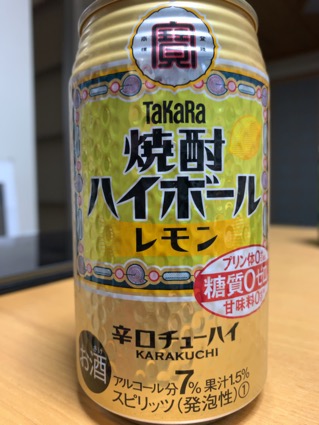 寳
TaKaRa
焼酎
ハイボール
レモン
プリン体0
糖質0ゼロ
甘味料0
辛口チューハイ
KARAKUCHI
お酒
アルコール分7% 果汁1.5%
スピリッツ(発泡性)①